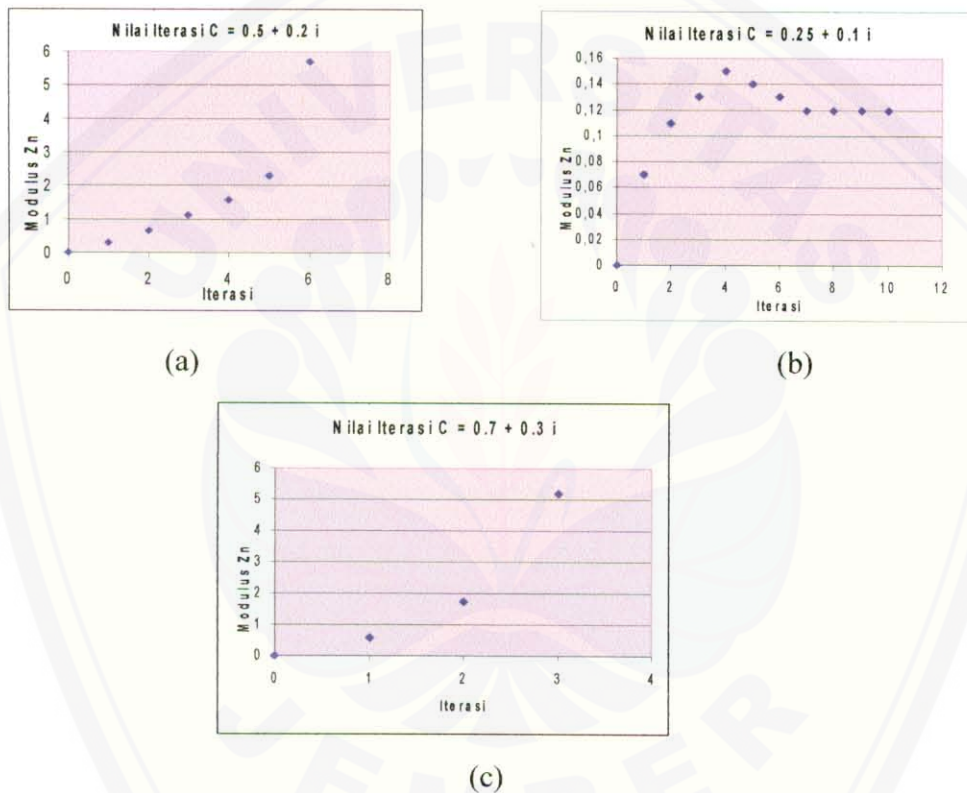 Nilai Iterasi C = 0.5 + 0.2 i
6
5
4
3
2
1
0
Modulus Zn
0 2 4 6 8
Iterasi
(a)
Nilai Iterasi C = 0.25 + 0.1 i
0,16
0,14
0,12
0,1
0,08
0,06
0,04
0,02
0
Modulus Zn
0 2 4 6 8 10 12
Iterasi
(b)
Nilai Iterasi C = 0.7 + 0.3 i
6
5
4
3
2
1
0
Modulus Zn
0 1 2 3 4
Iterasi
(c)
UNIVERSITAS
JEMBER